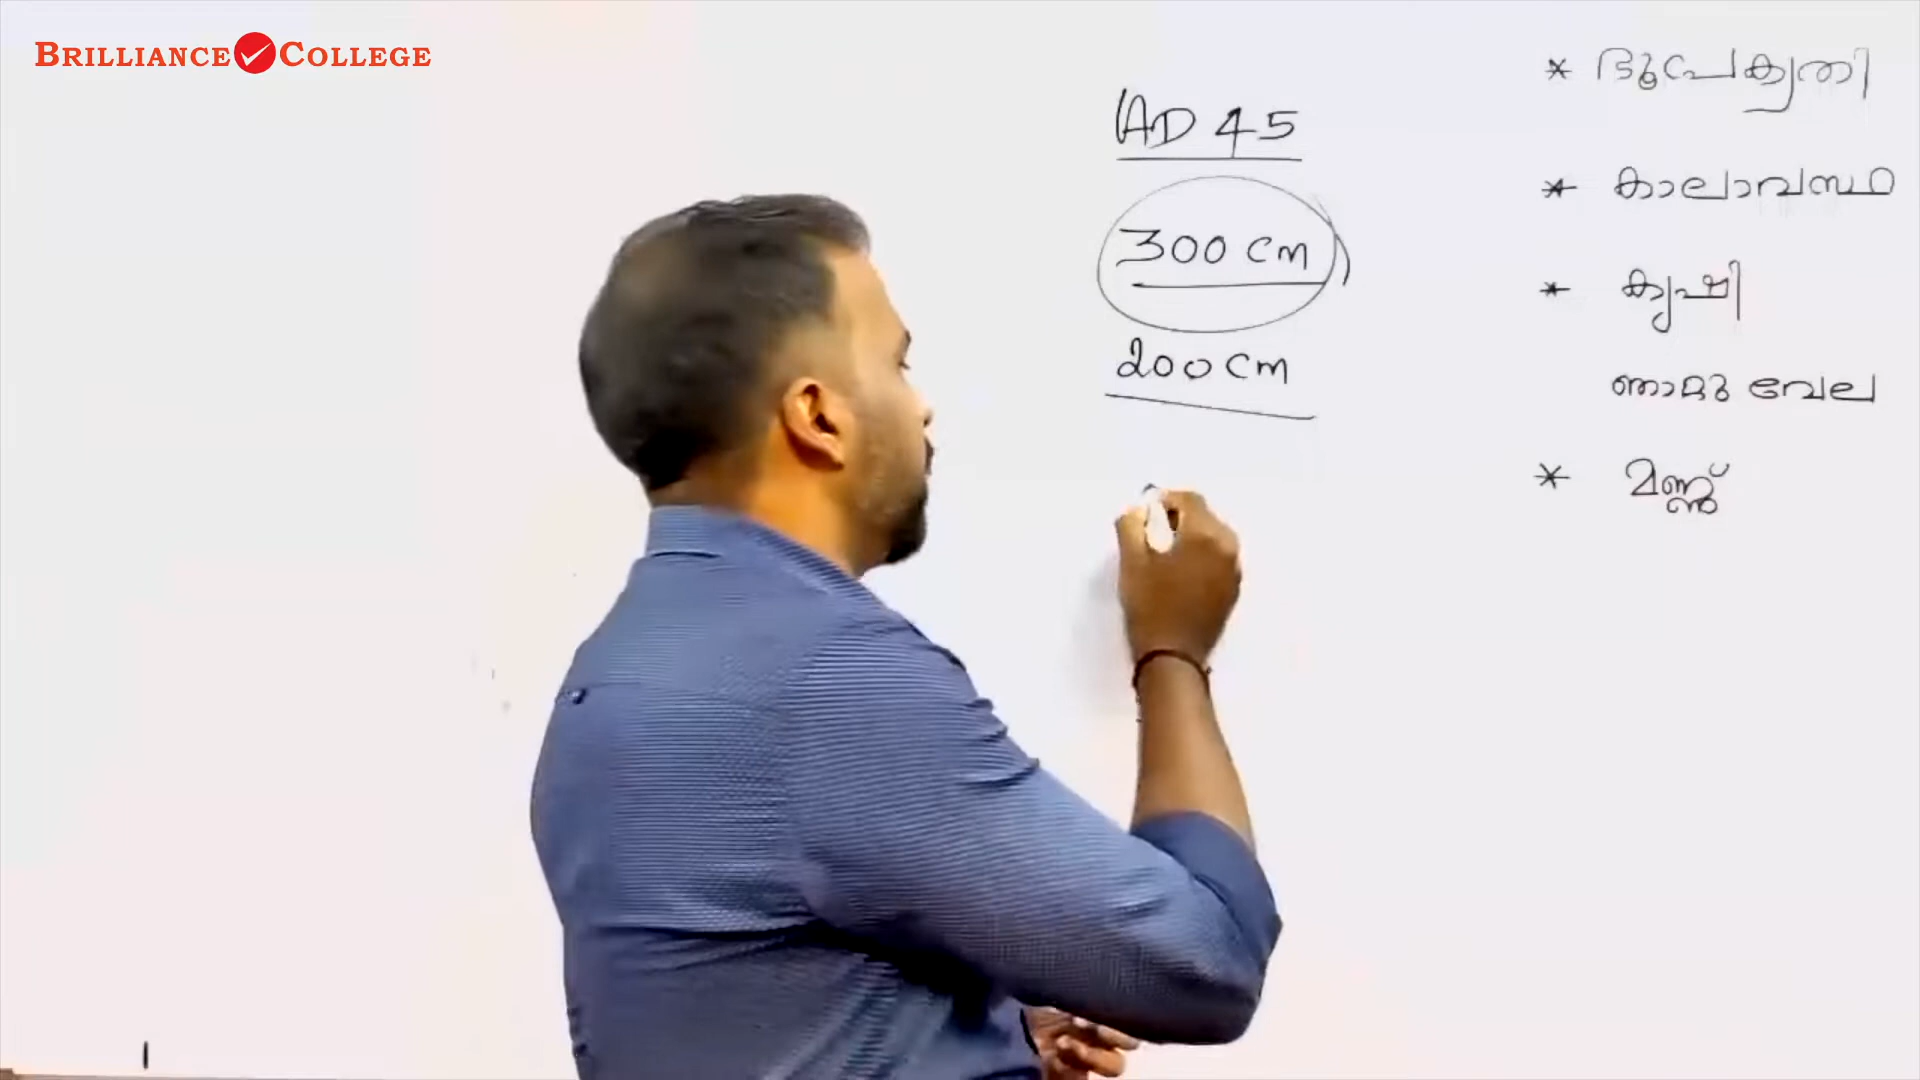 BRILLIANCE COLLEGE
AD 45
300 cm
200 cm
* ഭൂപ്രകൃതി
* കാലാവസ്ഥ
* കൃഷി
ഞാറ്റുവേല
* മണ്ണ്